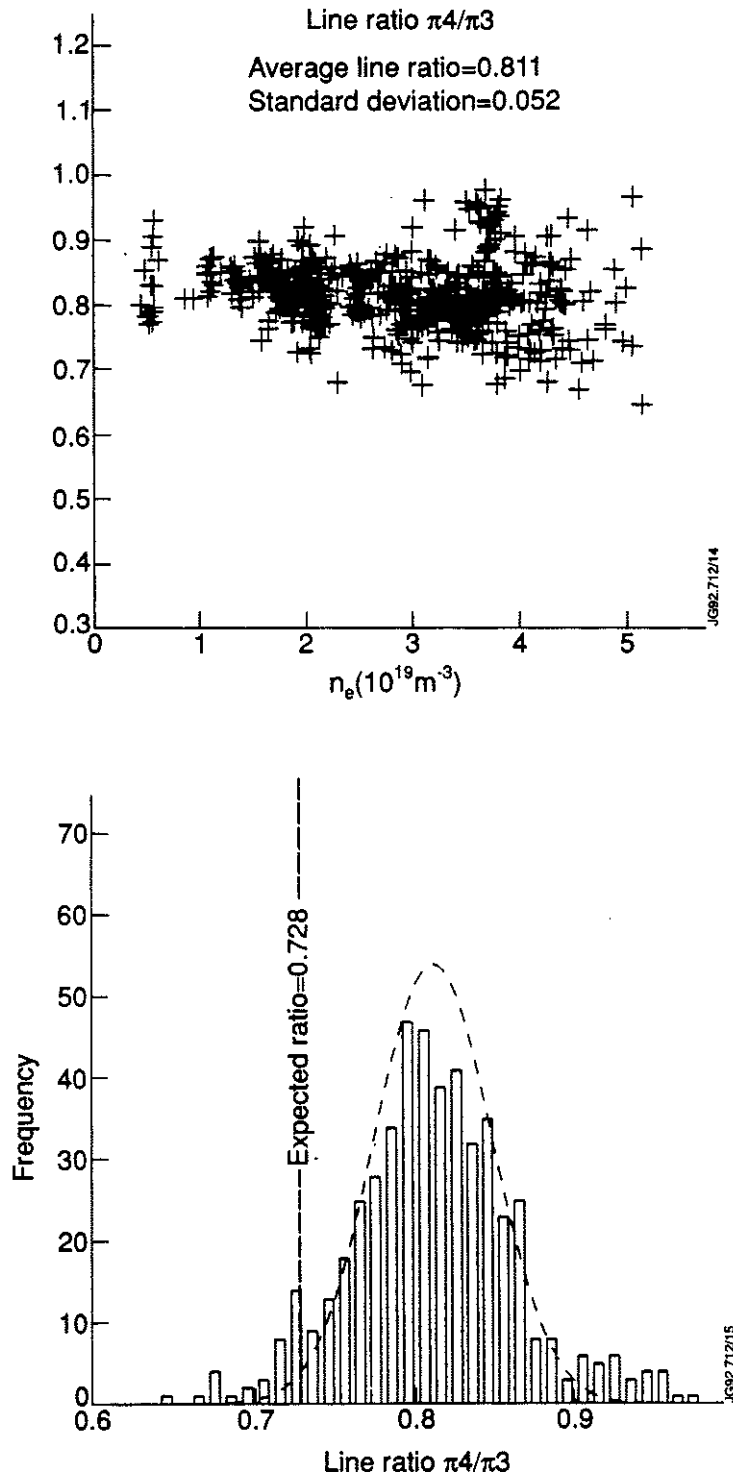 Line ratio π4/π3
Average line ratio=0.811
Standard deviation=0.052
1.2
1.1
1.0
0.9
0.8
0.7
0.6
0.5
0.4
0.3
0 1 2 3 4 5
nₑ(10¹⁹m⁻³)
JG92.712/14
70
60
50
40
30
20
10
0
Frequency
Expected ratio=0.728
0.6 0.7 0.8 0.9
Line ratio π4/π3
JG92.712/15